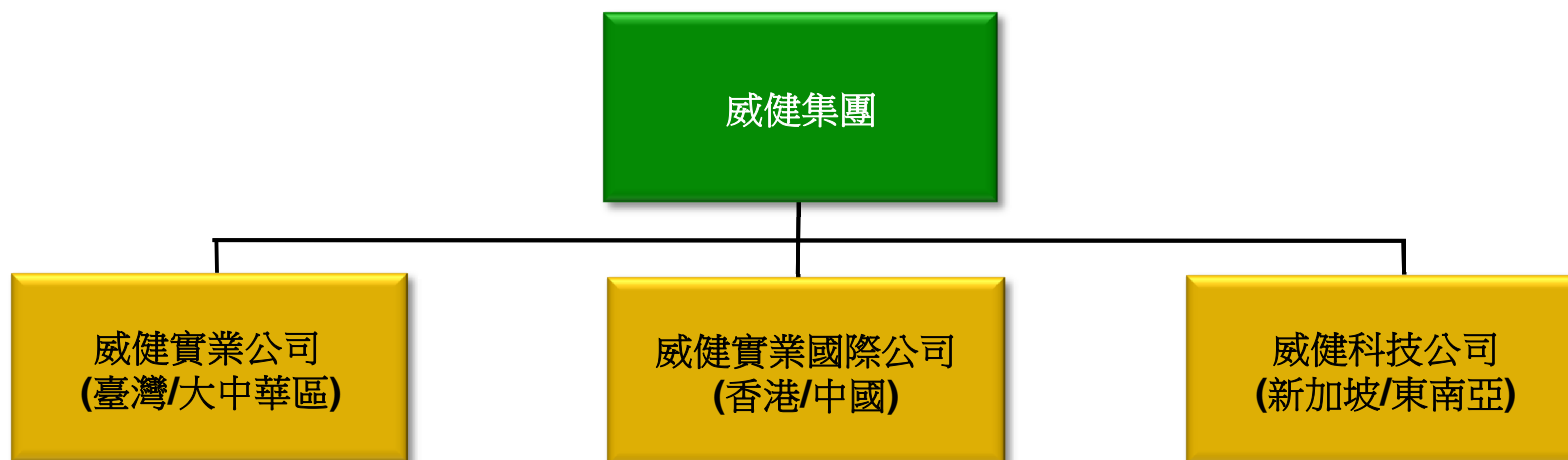 威健集團
威健實業公司
(臺灣/大中華區)
威健實業國際公司
(香港/中國)
威健科技公司
(新加坡/東南亞)